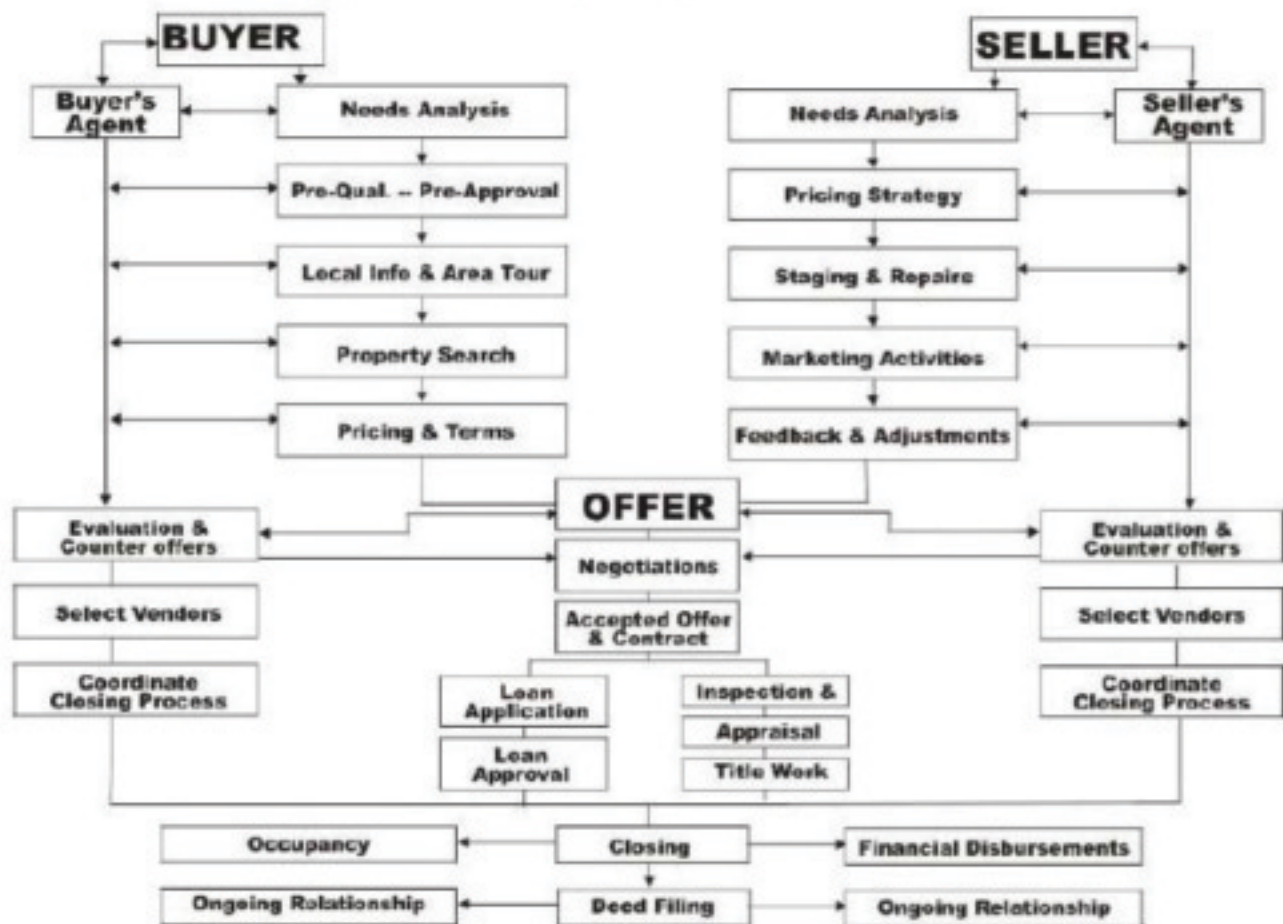 BUYER
SELLER
Buyer's
Agent
Needs Analysis
Needs Analysis
Seller's
Agent
Pre-Qual. -- Pre-Approval
Pricing Strategy
Local Info & Area Tour
Staging & Repairs
Property Search
Marketing Activities
Pricing & Terms
Feedback & Adjustments
OFFER
Evaluation &
Counter offers
Evaluation &
Counter offers
Negotiations
Select Vendors
Accepted Offer
& Contract
Select Vendors
Coordinate
Closing Process
Loan
Application
Inspection &
Coordinate
Closing Process
Appraisal
Loan
Approval
Title Work
Occupancy
Closing
Financial Disbursements
Ongoing Relationship
Deed Filing
Ongoing Relationship